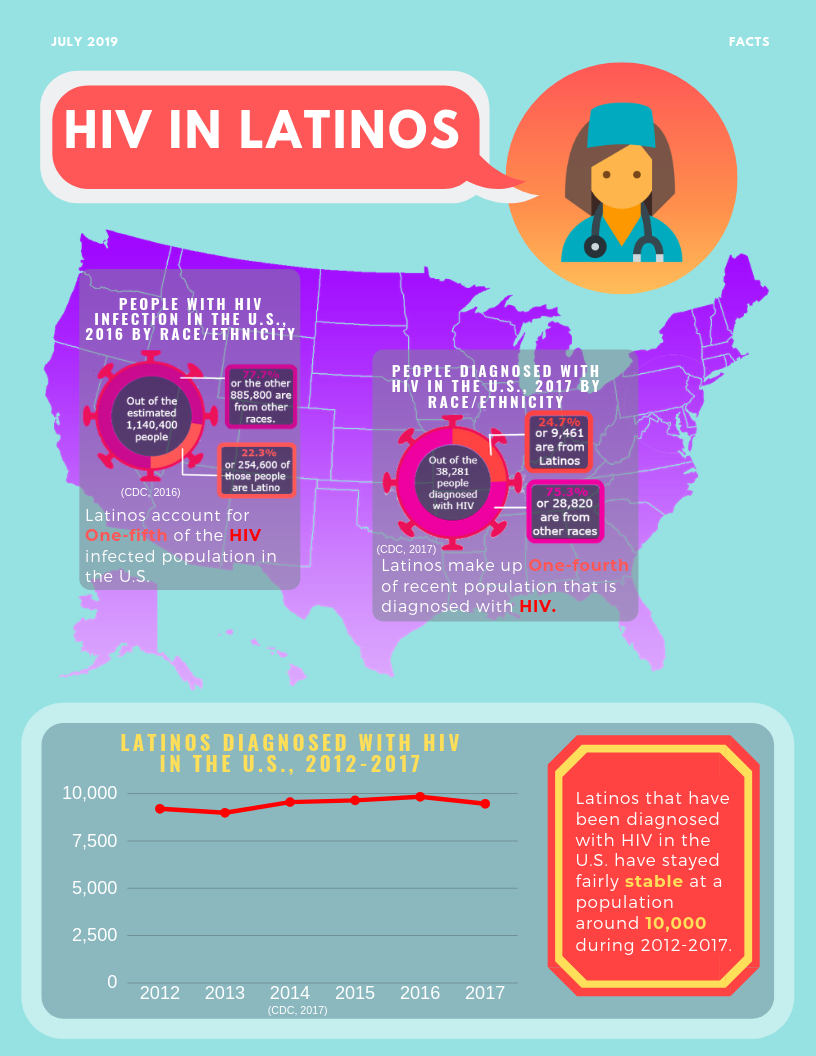 JULY 2019
FACTS
HIV IN LATINOS
PEOPLE WITH HIV
INFECTION IN THE U.S.,
2016 BY RACE/ETHNICITY
Out of the
estimated
1,140,400
people
77.7%
or the other
885,800 are
from other
races.
22.3%
or 254,600 of
those people
are Latino
(CDC, 2016)
Latinos account for
One-fifth of the HIV
infected population in
the U.S.
PEOPLE DIAGNOSED WITH
HIV IN THE U.S., 2017 BY
RACE/ETHNICITY
Out of the
38,281
people
diagnosed
with HIV
24.7%
or 9,461
are from
Latinos
75.3%
or 28,820
are from
other races
(CDC, 2017)
Latinos make up One-fourth
of recent population that is
diagnosed with HIV.
LATINOS DIAGNOSED WITH HIV
IN THE U.S., 2012-2017
10,000
7,500
5,000
2,500
0
2012 2013 2014 2015 2016 2017
(CDC, 2017)
Latinos that have
been diagnosed
with HIV in the
U.S. have stayed
fairly stable at a
population
around 10,000
during 2012-2017.